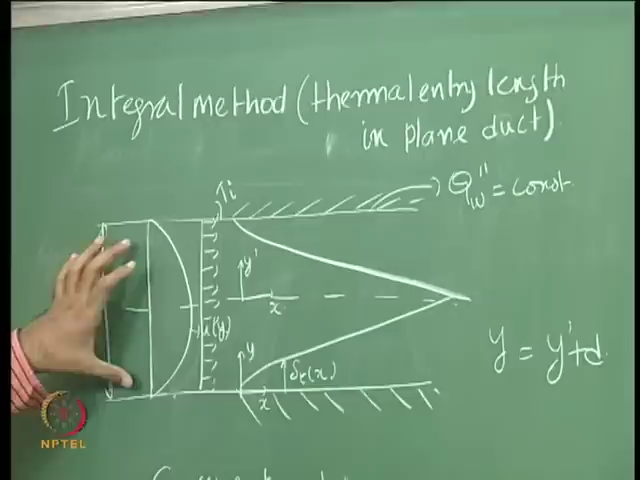 Integral method (thermal entry length
in plane duct)
Ti
Q"w = const
y'
x
u(y)
y
δt(x)
x
y = y'+d
NPTEL